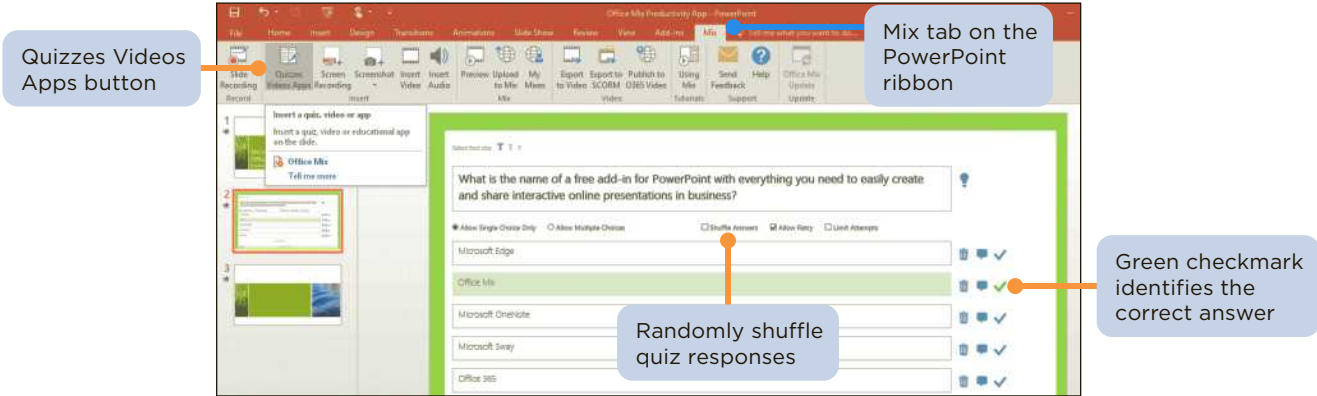 Office Mix Productivity App - PowerPoint
File Home Insert Design Transitions Animations Slide Show Review View Add-ins Mix Tell me what you want to do...
Quizzes Videos
Apps button
Mix tab on the
PowerPoint
ribbon
Slide
Recording
Quizzes
Videos Apps
Screen
Recording
Screenshot
Insert
Video
Insert
Audio
Preview
Upload
to Mix
My
Mixes
Export
to Video
Export to
SCORM
Publish to
O365 Video
Using
Mix
Send
Feedback
Help
Office Mix
Update
Record Insert Mix Video Tutorials Support Update
Insert a quiz, video or app
Insert a quiz, video or educational app
on the slide.
Office Mix
Tell me more
1
2
3
Select font size: T T T
What is the name of a free add-in for PowerPoint with everything you need to easily create
and share interactive online presentations in business?
Allow Single Choice Only Allow Multiple Choices Shuffle Answers Allow Retry Limit Attempts
Microsoft Edge
Office Mix
Microsoft OneNote
Microsoft Sway
Office 365
Randomly shuffle
quiz responses
Green checkmark
identifies the
correct answer